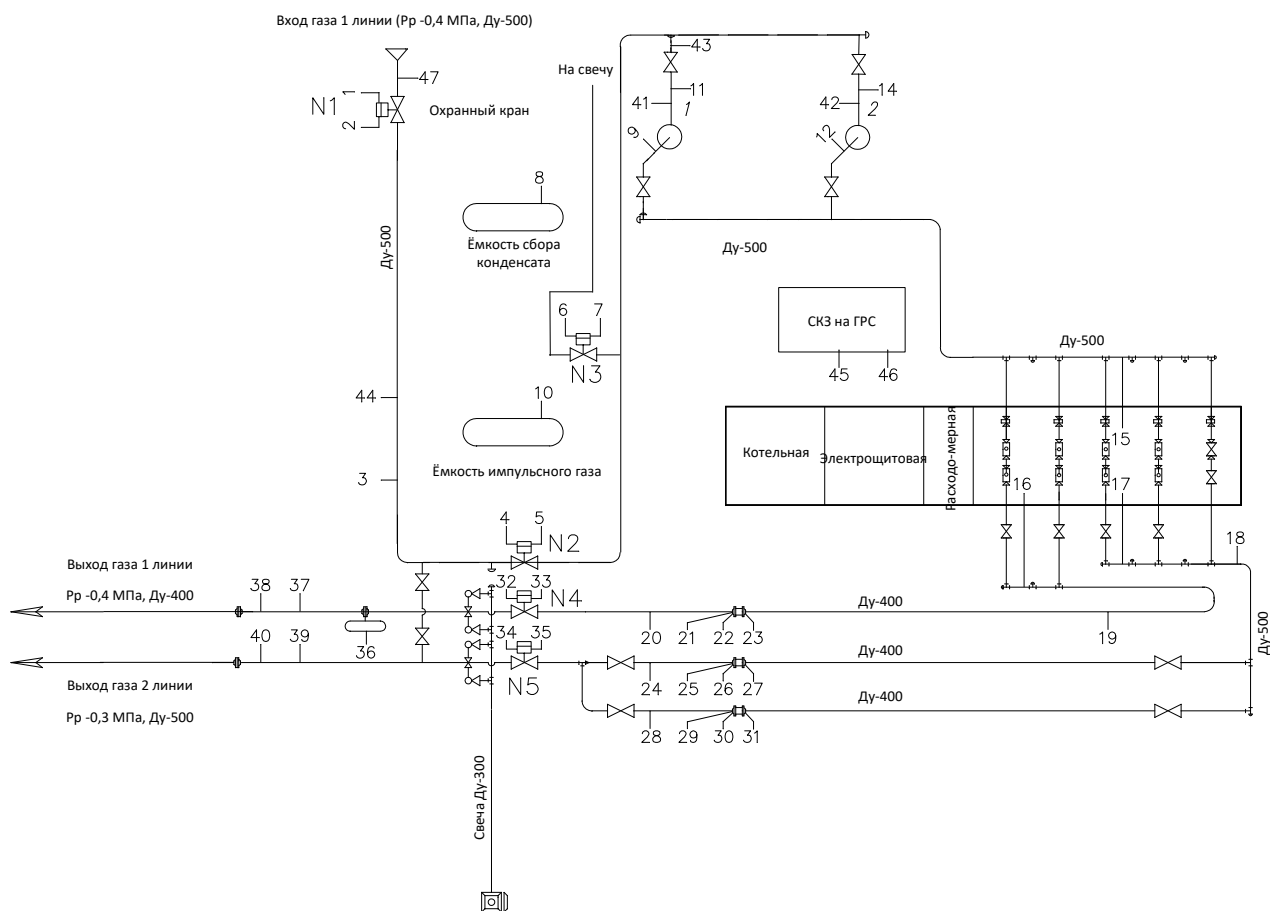 Вход газа 1 линии (Рр -0,4 МПа, Ду-500)
47
1
N1
2
Охранный кран
На свечу
43
11
41
1
9
14
42
2
12
8
Ёмкость сбора
конденсата
Ду-500
Ду-500
6
7
N3
СКЗ на ГРС
45
46
Ду-500
44
10
Ёмкость импульсного газа
3
Котельная
Электрощитовая
Расходо-мерная
15
16
17
18
4
5
N2
Выход газа 1 линии
Рр -0,4 МПа, Ду-400
38
37
36
32
33
N4
20
21
22
23
Ду-400
19
Ду-500
40
39
34
35
N5
24
25
26
27
Ду-400
Выход газа 2 линии
Рр -0,3 МПа, Ду-500
28
29
30
31
Ду-400
Свеча Ду-300